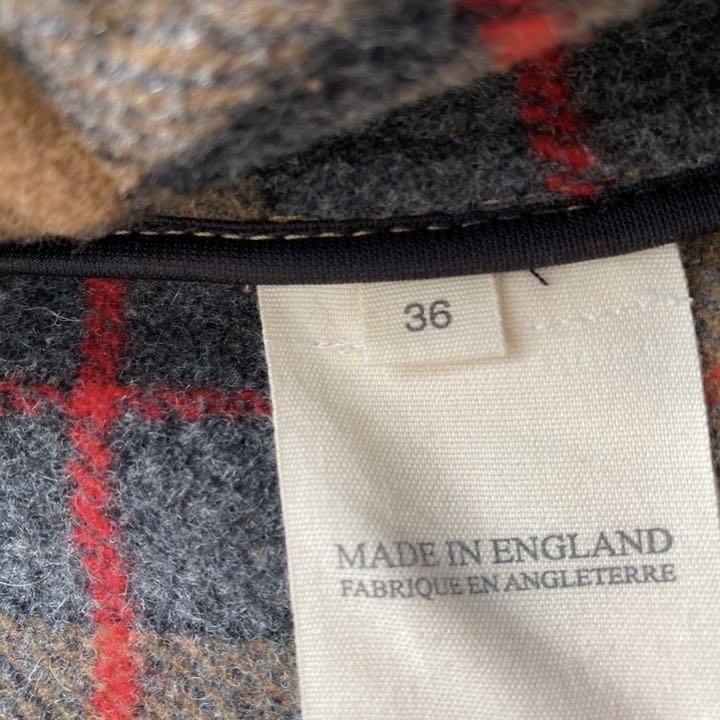 36
MADE IN ENGLAND
FABRIQUE EN ANGLETERRE